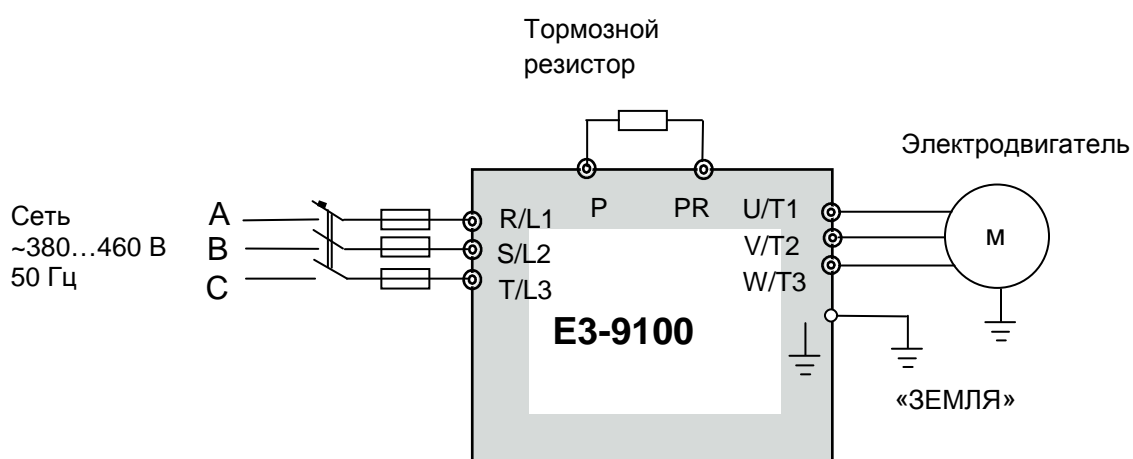 Тормозной
резистор
Электродвигатель
Сеть
~380...460 В
50 Гц
A
B
C
R/L1
S/L2
T/L3
P
PR
U/T1
V/T2
W/T3
М
E3-9100
«ЗЕМЛЯ»